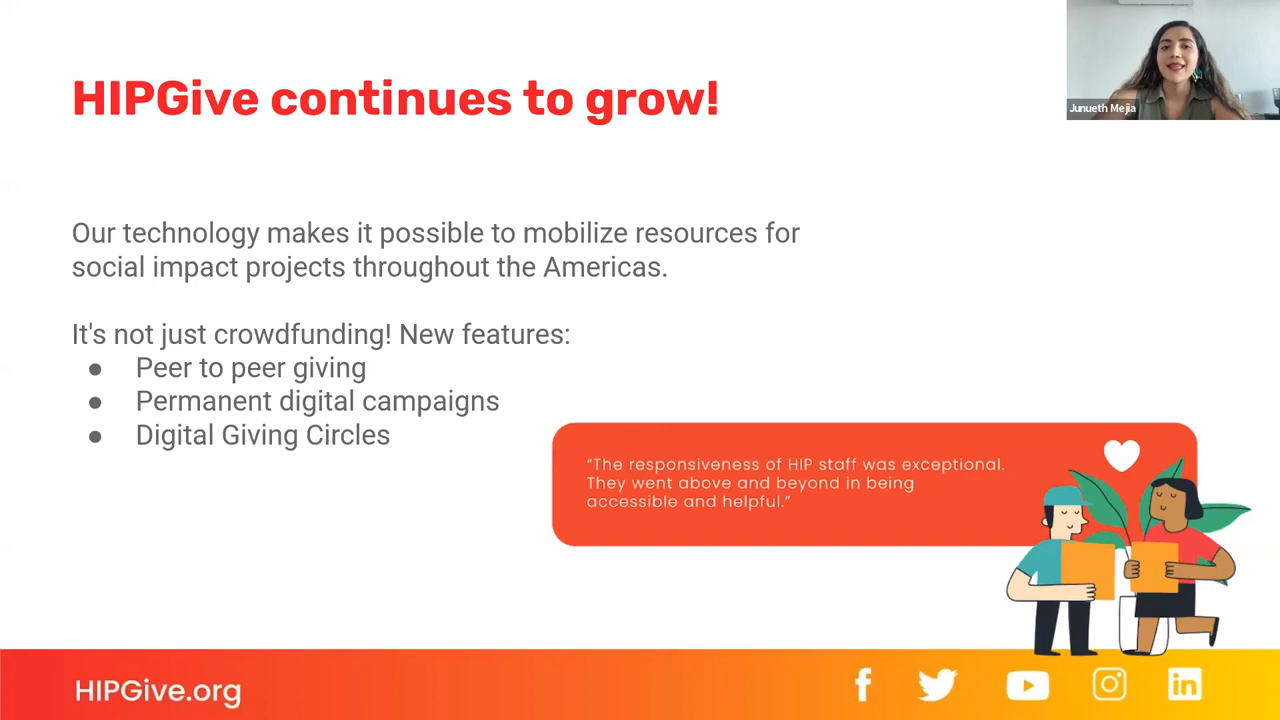 HIPGive continues to grow!
Junueth Mejia
Our technology makes it possible to mobilize resources for
social impact projects throughout the Americas.
It's not just crowdfunding! New features:
● Peer to peer giving
● Permanent digital campaigns
● Digital Giving Circles
“The responsiveness of HIP staff was exceptional.
They went above and beyond in being
accessible and helpful.”
HIPGive.org